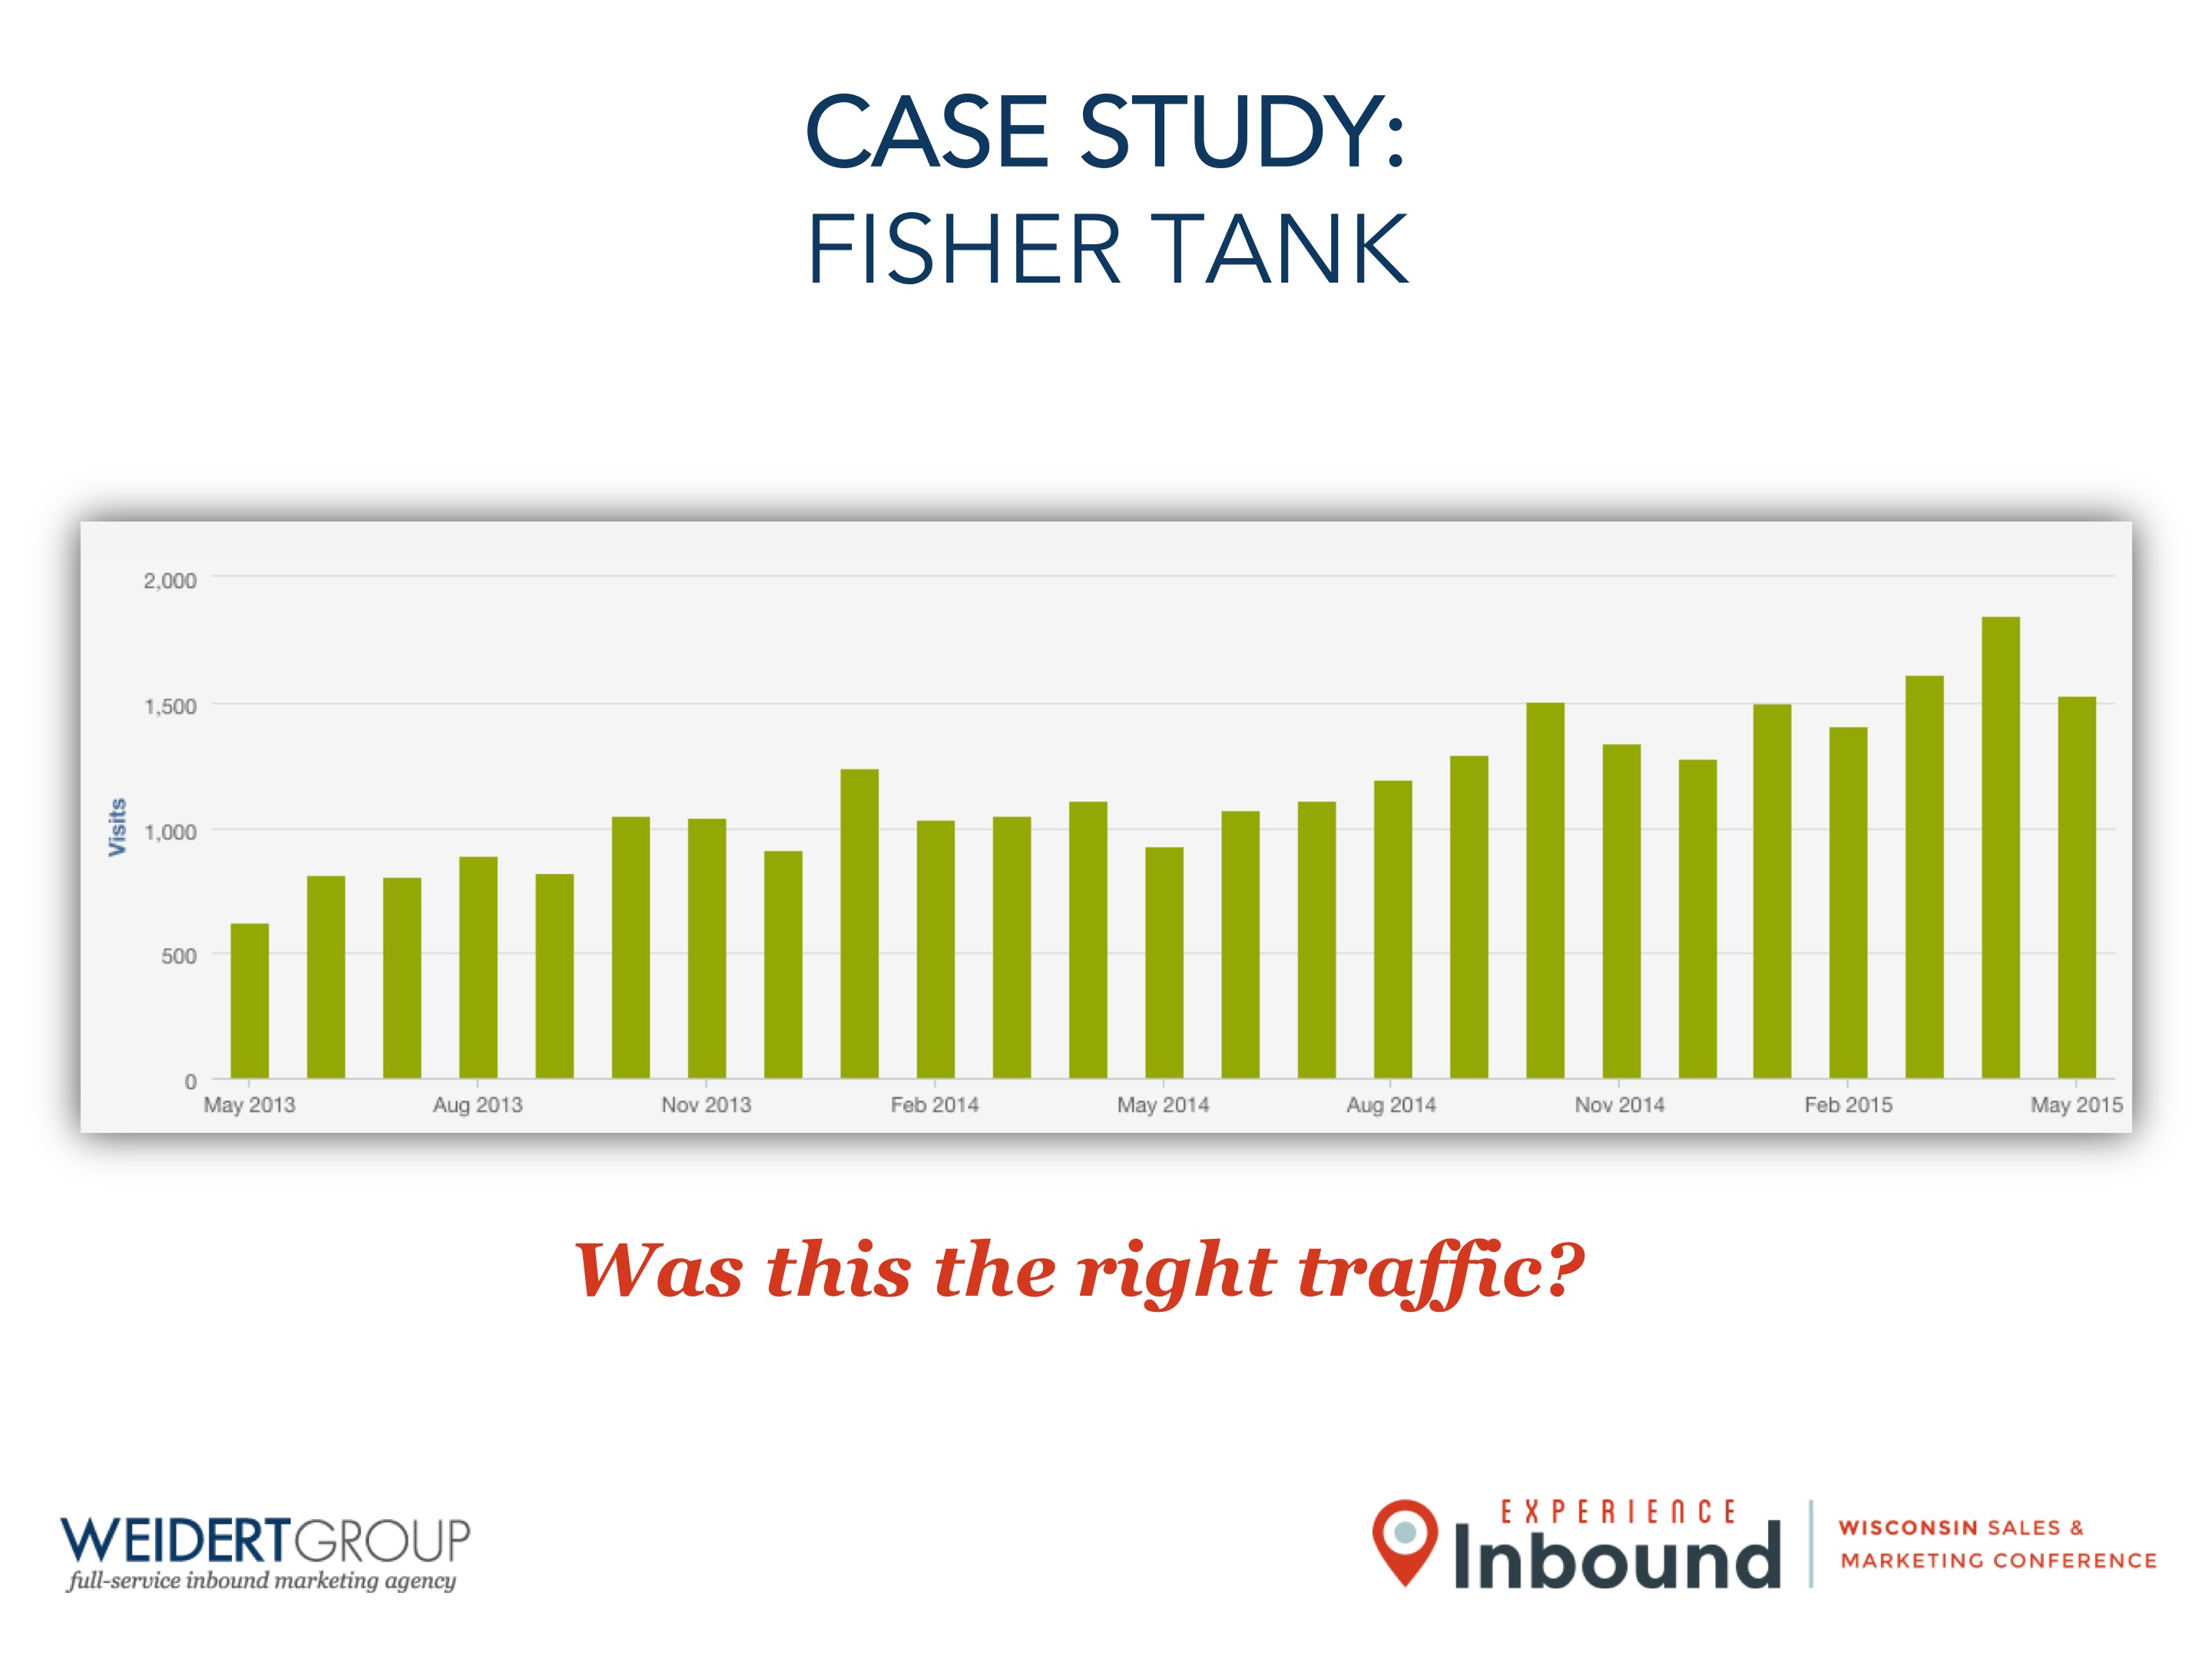 CASE STUDY:
FISHER TANK
2,000
1,500
1,000
500
0
Visits
May 2013
Aug 2013
Nov 2013
Feb 2014
May 2014
Aug 2014
Nov 2014
Feb 2015
May 2015
Was this the right traffic?
WEIDERTGROUP
full-service inbound marketing agency
EXPERIENCE
Inbound
WISCONSIN SALES &
MARKETING CONFERENCE